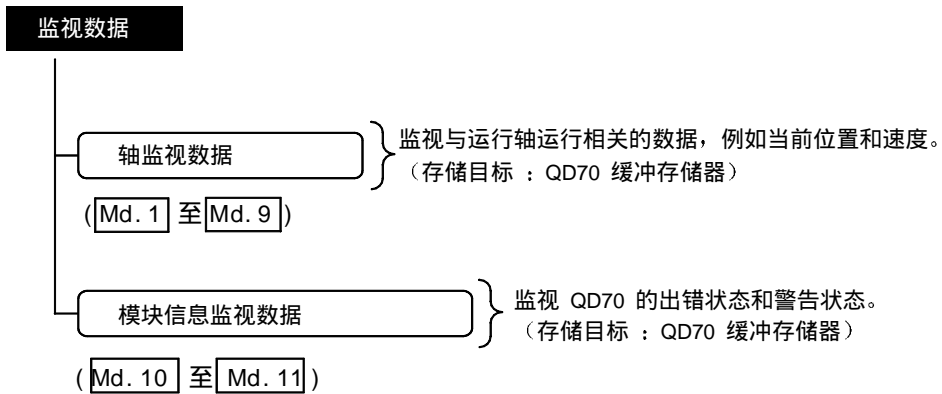 监视数据
轴监视数据
监视与运行轴运行相关的数据，例如当前位置和速度。
（存储目标 ：QD70 缓冲存储器）
(Md. 1 至 Md. 9)
模块信息监视数据
监视 QD70 的出错状态和警告状态。
（存储目标 ：QD70 缓冲存储器）
(Md. 10 至 Md. 11)